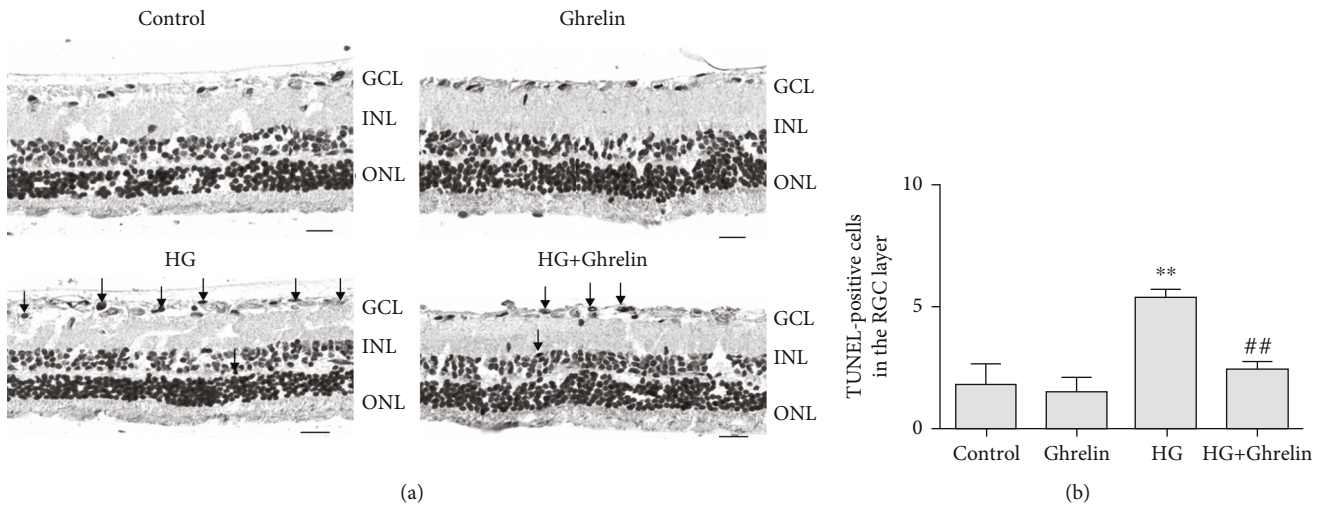 Control
GCL
INL
ONL
Ghrelin
GCL
INL
ONL
HG
GCL
INL
ONL
HG+Ghrelin
GCL
INL
ONL
(a)
TUNEL-positive cells
in the RGC layer
10
5
0
**
##
Control
Ghrelin
HG
HG+Ghrelin
(b)